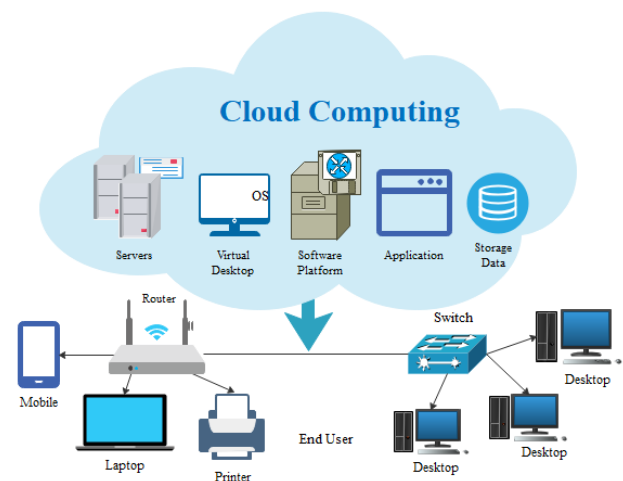 Cloud Computing
OS
Servers
Virtual
Desktop
Software
Platform
Application
Storage
Data
Router
Switch
Mobile
Laptop
Printer
End User
Desktop
Desktop
Desktop